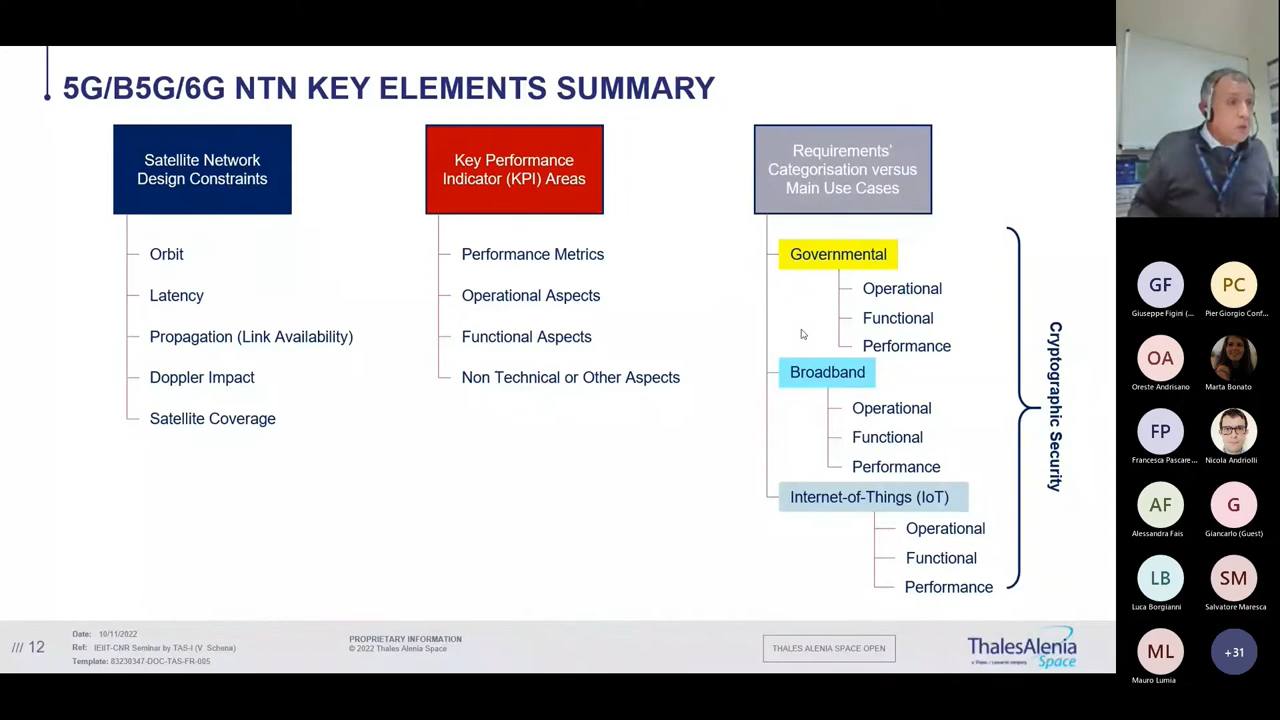 5G/B5G/6G NTN KEY ELEMENTS SUMMARY
Satellite Network
Design Constraints
Orbit
Latency
Propagation (Link Availability)
Doppler Impact
Satellite Coverage
Key Performance
Indicator (KPI) Areas
Performance Metrics
Operational Aspects
Functional Aspects
Non Technical or Other Aspects
Requirements'
Categorisation versus
Main Use Cases
Governmental
Operational
Functional
Performance
Broadband
Operational
Functional
Performance
Internet-of-Things (IoT)
Operational
Functional
Performance
Cryptographic Security
/// 12
Date: 10/11/2022
Ref: IEIIT-CNR Seminar by TAS-I (V. Schena)
Template: 83230347-DOC-TAS-FR-005
PROPRIETARY INFORMATION
© 2022 Thales Alenia Space
THALES ALENIA SPACE OPEN
ThalesAlenia
Space
GF
Giuseppe Figini (...
PC
Pier Giorgio Conf...
OA
Oreste Andrisano
Marta Bonato
FP
Francesca Pascare...
Nicola Andriolli
AF
Alessandra Fais
G
Giancarlo (Guest)
LB
Luca Borgianni
SM
Salvatore Maresca
ML
Mauro Lumia
+31